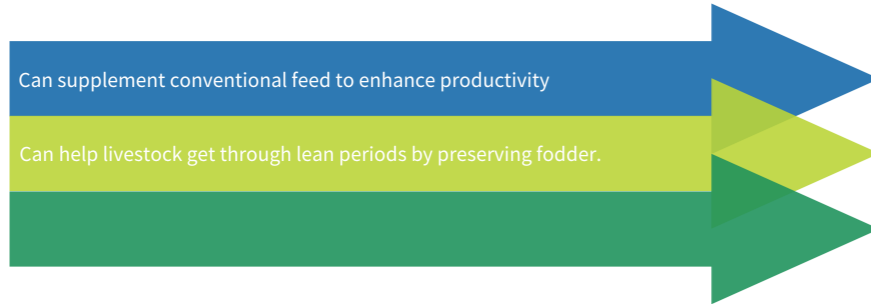 Can supplement conventional feed to enhance productivity
Can help livestock get through lean periods by preserving fodder.